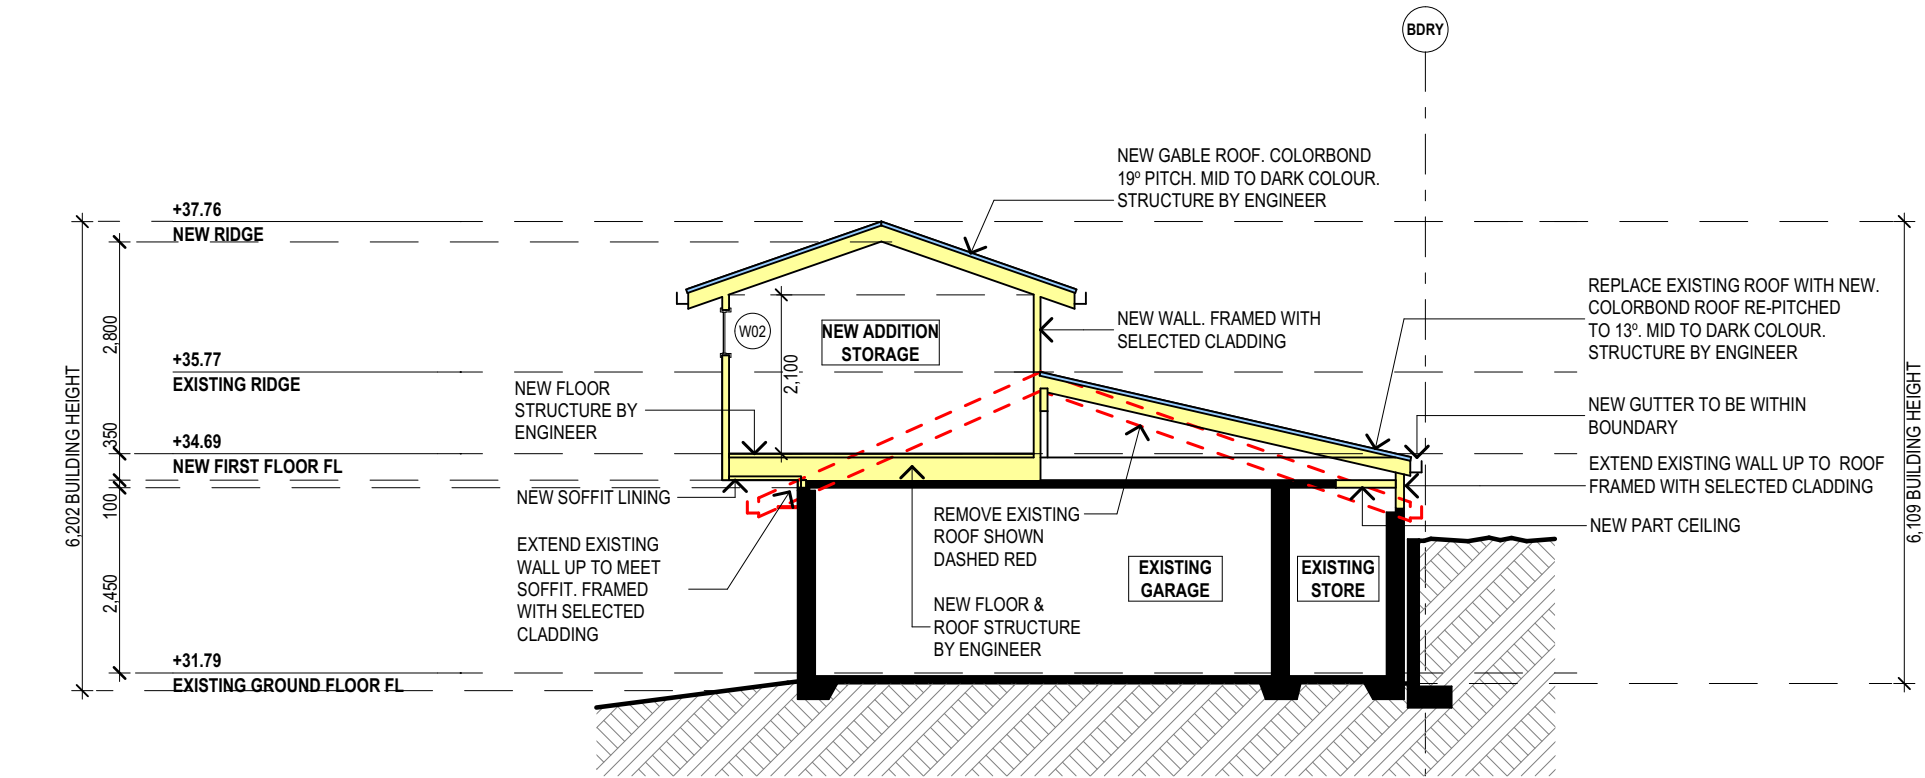 BDRY
NEW GABLE ROOF. COLORBOND
19º PITCH. MID TO DARK COLOUR.
STRUCTURE BY ENGINEER
+37.76
NEW RIDGE
REPLACE EXISTING ROOF WITH NEW.
COLORBOND ROOF RE-PITCHED
TO 13º. MID TO DARK COLOUR.
STRUCTURE BY ENGINEER
NEW WALL. FRAMED WITH
SELECTED CLADDING
W02
NEW ADDITION
STORAGE
2,800
2,100
+35.77
EXISTING RIDGE
NEW FLOOR
STRUCTURE BY
ENGINEER
NEW GUTTER TO BE WITHIN
BOUNDARY
6,202 BUILDING HEIGHT
6,109 BUILDING HEIGHT
350
+34.69
NEW FIRST FLOOR FL
EXTEND EXISTING WALL UP TO ROOF
FRAMED WITH SELECTED CLADDING
NEW SOFFIT LINING
100
REMOVE EXISTING
ROOF SHOWN
DASHED RED
NEW PART CEILING
EXTEND EXISTING
WALL UP TO MEET
SOFFIT. FRAMED
WITH SELECTED
CLADDING
EXISTING
GARAGE
EXISTING
STORE
2,450
NEW FLOOR &
ROOF STRUCTURE
BY ENGINEER
+31.79
EXISTING GROUND FLOOR FL